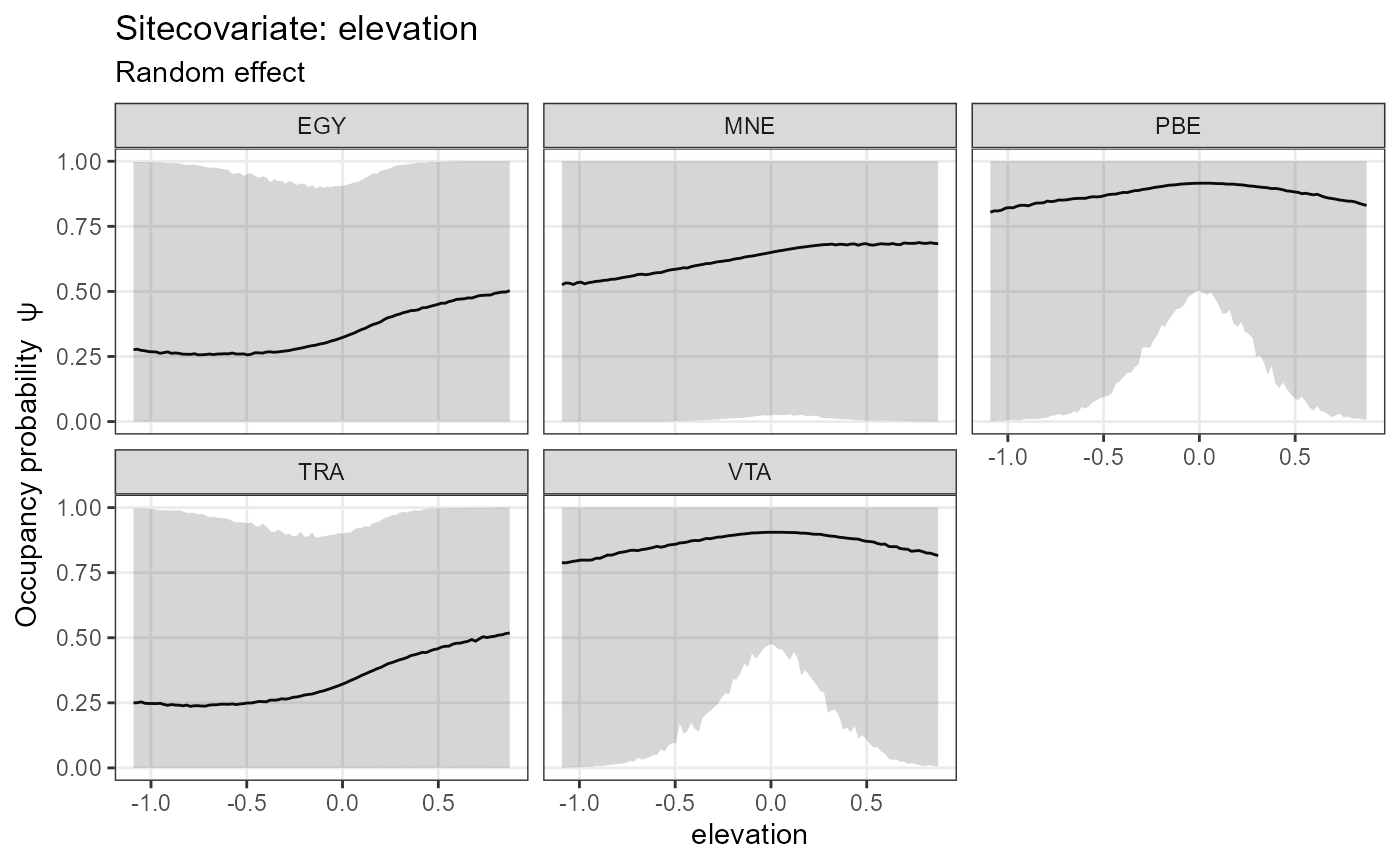 Sitecovariate: elevation
Random effect
EGY MNE PBE
1.00
0.75
0.50
0.25
0.00
-1.0 -0.5 0.0 0.5
TRA VTA
1.00
0.75
0.50
0.25
0.00
-1.0 -0.5 0.0 0.5 -1.0 -0.5 0.0 0.5
elevation
Occupancy probability ψ